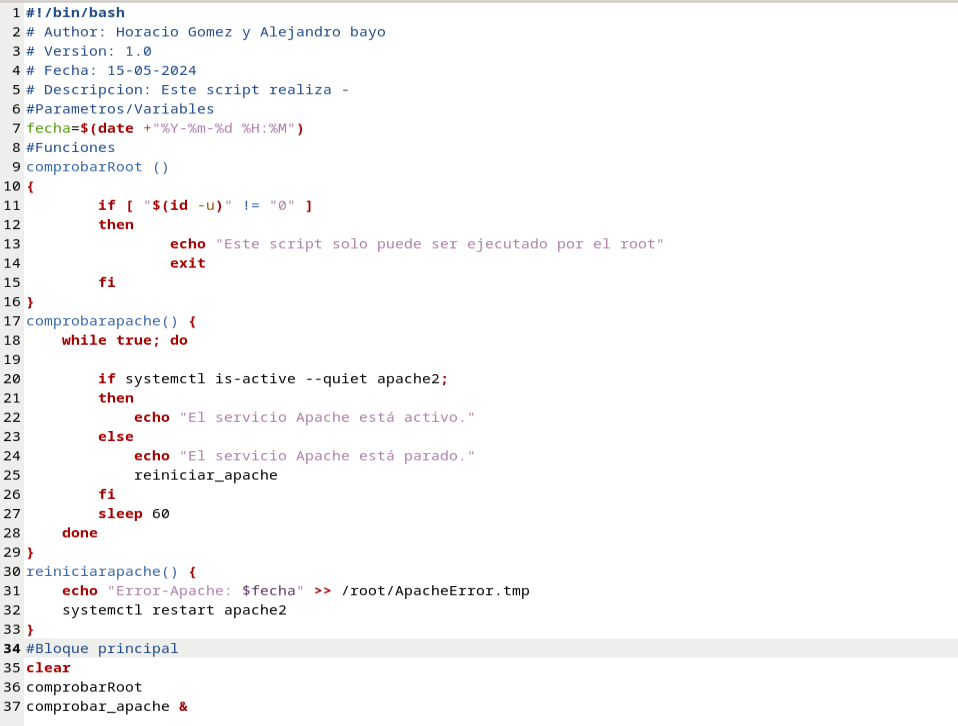 1 #!/bin/bash
2 # Author: Horacio Gomez y Alejandro bayo
3 # Version: 1.0
4 # Fecha: 15-05-2024
5 # Descripcion: Este script realiza -
6 #Parametros/Variables
7 fecha=$(date +"%Y-%m-%d %H:%M")
8 #Funciones
9 comprobarRoot ()
10 {
11         if [ "$(id -u)" != "0" ]
12         then
13                 echo "Este script solo puede ser ejecutado por el root"
14                 exit
15         fi
16 }
17 comprobarapache() {
18     while true; do
19
20         if systemctl is-active --quiet apache2;
21         then
22             echo "El servicio Apache está activo."
23         else
24             echo "El servicio Apache está parado."
25             reiniciar_apache
26         fi
27         sleep 60
28     done
29 }
30 reiniciarapache() {
31     echo "Error-Apache: $fecha" >> /root/ApacheError.tmp
32     systemctl restart apache2
33 }
34 #Bloque principal
35 clear
36 comprobarRoot
37 comprobar_apache &